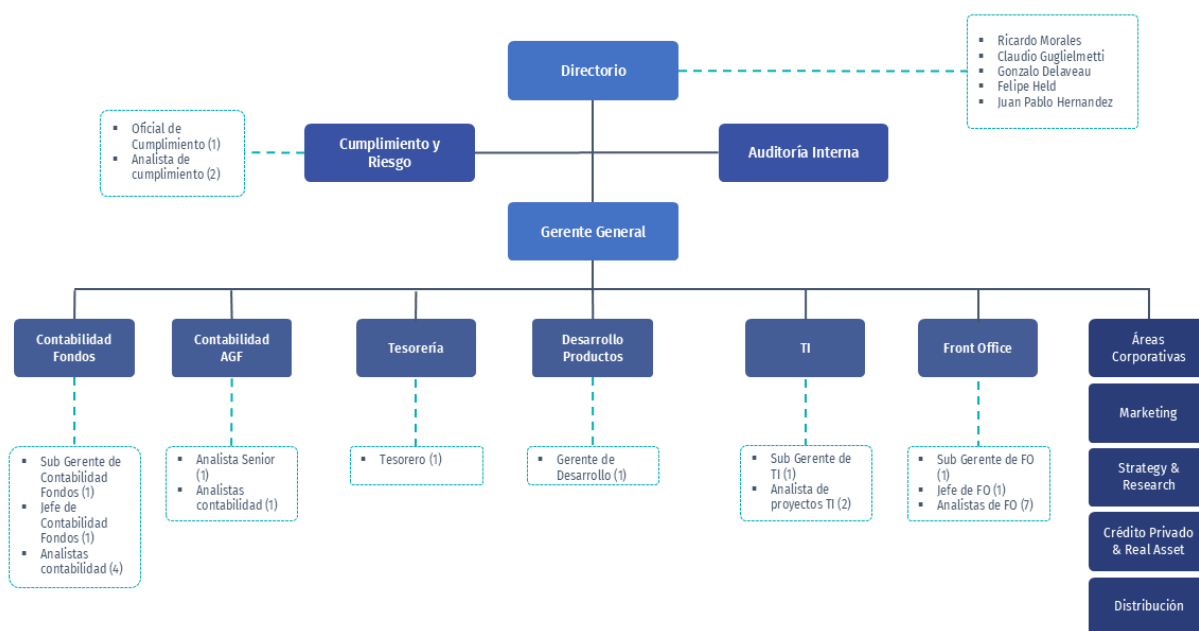 Directorio
▪ Ricardo Morales
▪ Claudio Guglielmetti
▪ Gonzalo Delaveau
▪ Felipe Held
▪ Juan Pablo Hernandez
▪ Oficial de
Cumplimiento (1)
▪ Analista de
cumplimiento (2)
Cumplimiento y
Riesgo
Auditoría Interna
Gerente General
Contabilidad
Fondos
Contabilidad
AGF
Tesorería
Desarrollo
Productos
TI
Front Office
Áreas
Corporativas
▪ Sub Gerente de
Contabilidad
Fondos (1)
▪ Jefe de
Contabilidad
Fondos (1)
▪ Analistas
contabilidad (4)
▪ Analista Senior
(1)
▪ Analistas
contabilidad (1)
▪ Tesorero (1)
▪ Gerente de
Desarrollo (1)
▪ Sub Gerente de
TI (1)
▪ Analista de
proyectos TI (2)
▪ Sub Gerente de FO
(1)
▪ Jefe de FO (1)
▪ Analistas de FO (7)
Marketing
Strategy &
Research
Crédito Privado
& Real Asset
Distribución